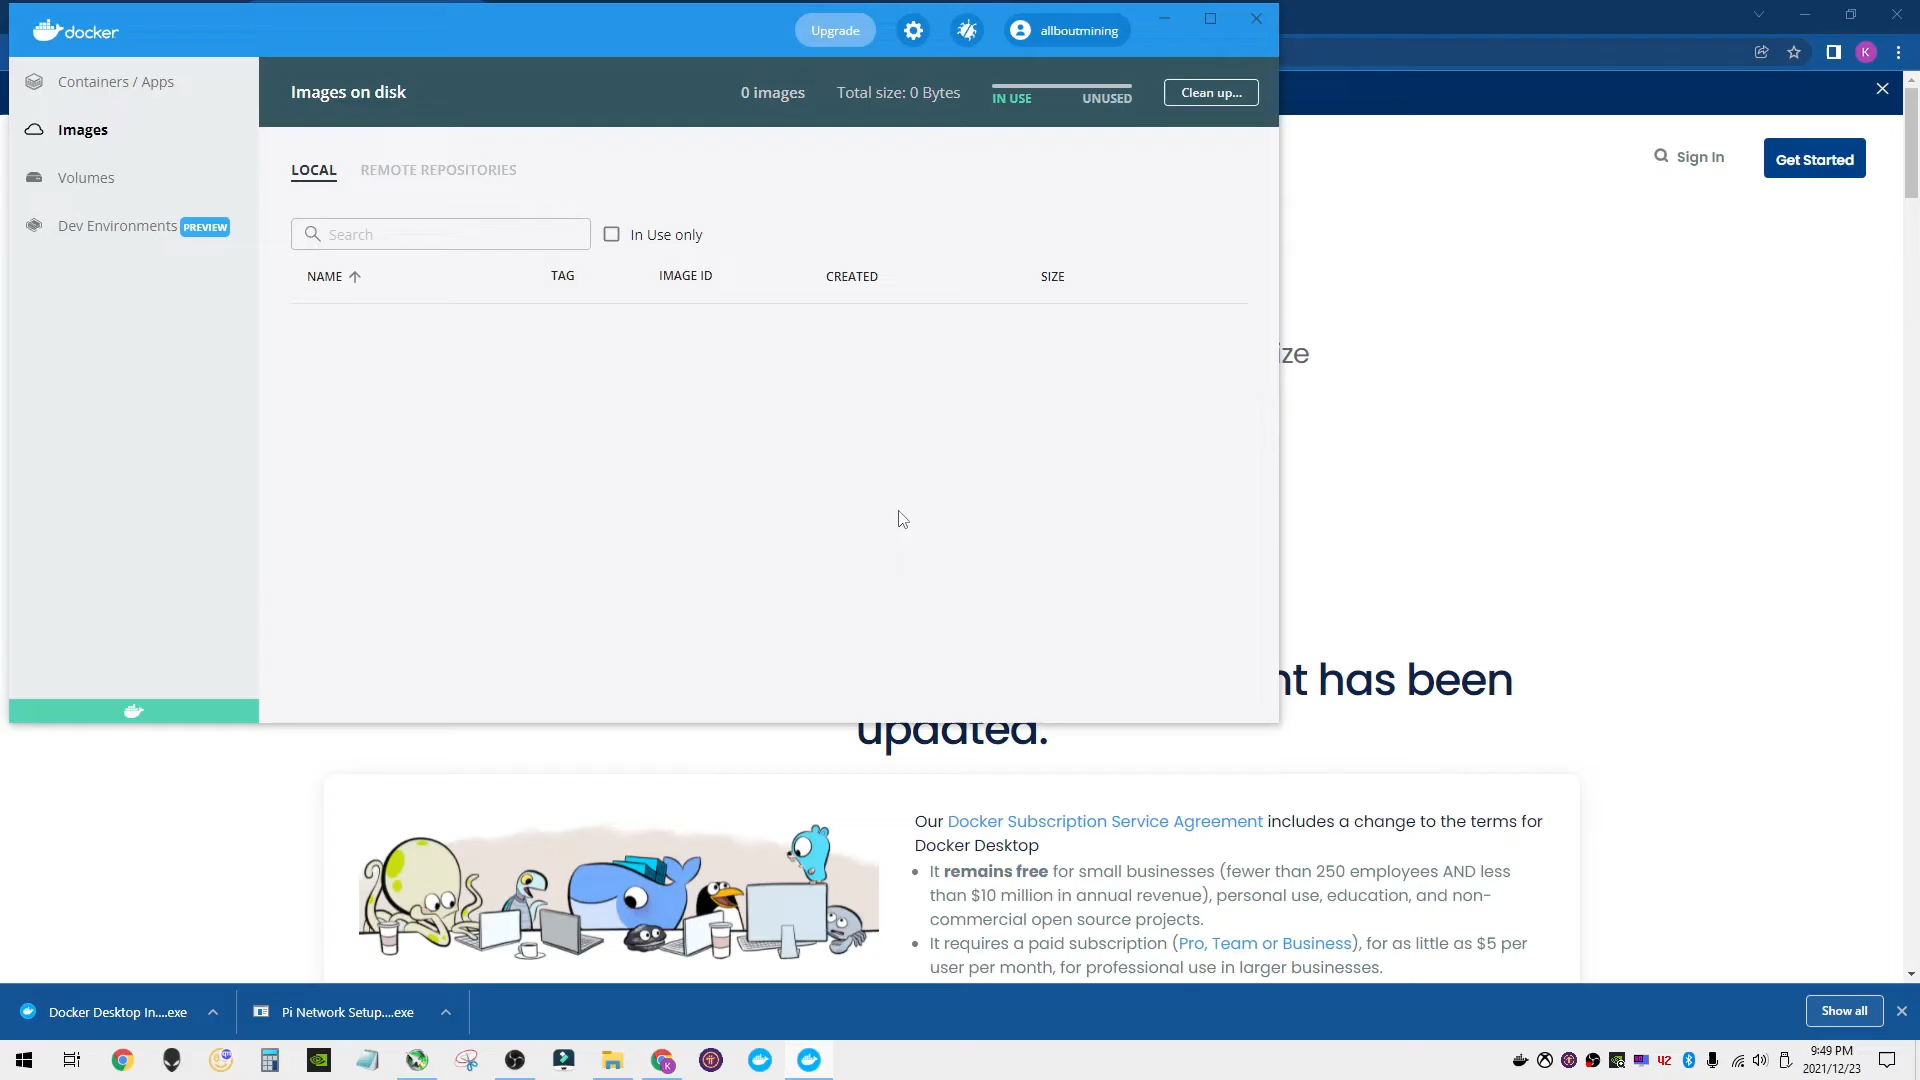 docker
Upgrade
allboutmining
K
Containers / Apps
Images
Volumes
Dev Environments PREVIEW
Images on disk
0 images
Total size: 0 Bytes
IN USE
UNUSED
Clean up...
LOCAL
REMOTE REPOSITORIES
Search
In Use only
NAME
TAG
IMAGE ID
CREATED
SIZE
Sign In
Get Started
ize
nt has been
updated.
Our Docker Subscription Service Agreement includes a change to the terms for
Docker Desktop
It remains free for small businesses (fewer than 250 employees AND less
than $10 million in annual revenue), personal use, education, and non-
commercial open source projects.
It requires a paid subscription (Pro, Team or Business), for as little as $5 per
user per month, for professional use in larger businesses.
Docker Desktop In....exe
Pi Network Setup....exe
Show all
42
9:49 PM
2021/12/23